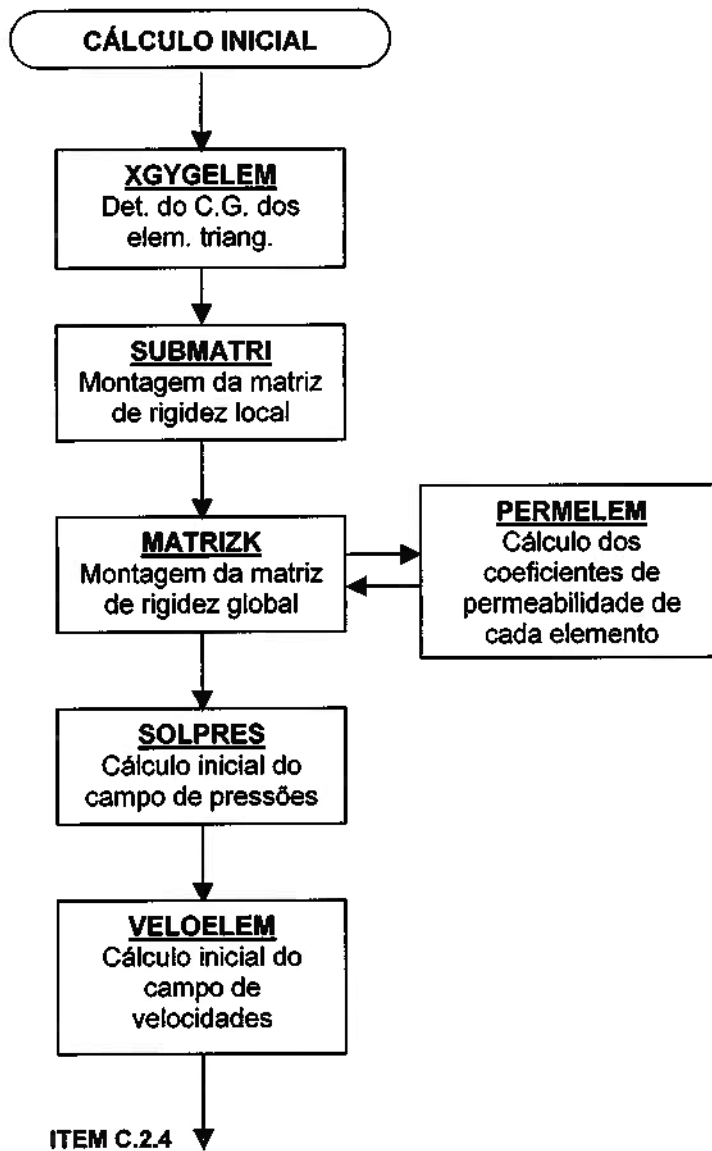 CÁLCULO INICIAL
XGYGELEM
Det. do C.G. dos
elem. triang.
SUBMATRI
Montagem da matriz
de rigidez local
MATRIZK
Montagem da matriz
de rigidez global
PERMELEM
Cálculo dos
coeficientes de
permeabilidade de
cada elemento
SOLPRES
Cálculo inicial do
campo de pressões
VELOELEM
Cálculo inicial do
campo de
velocidades
ITEM C.2.4